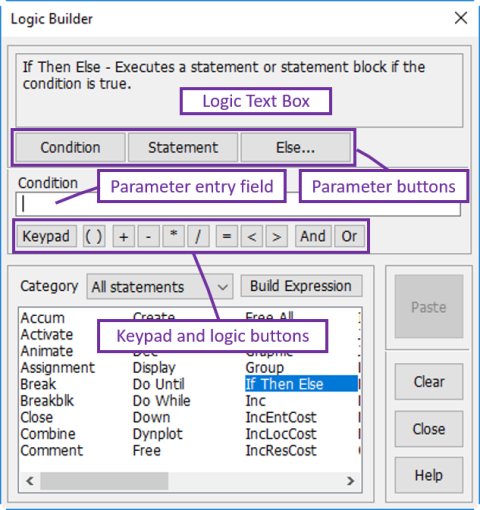 Logic Builder
If Then Else - Executes a statement or statement block if the
condition is true.
Logic Text Box
Condition Statement Else...
Condition
Parameter entry field Parameter buttons
Keypad ( ) + - * / = < > And Or
Category All statements Build Expression
Paste
Accum Create Free All
Activate
Keypad and logic buttons
Animate Dec Graphic
Assignment Display Group
Break Do Until If Then Else
Breakblk Do While Inc
Close Down IncEntCost
Combine Dynplot IncLocCost
Comment Free IncResCost
Clear
Close
Help